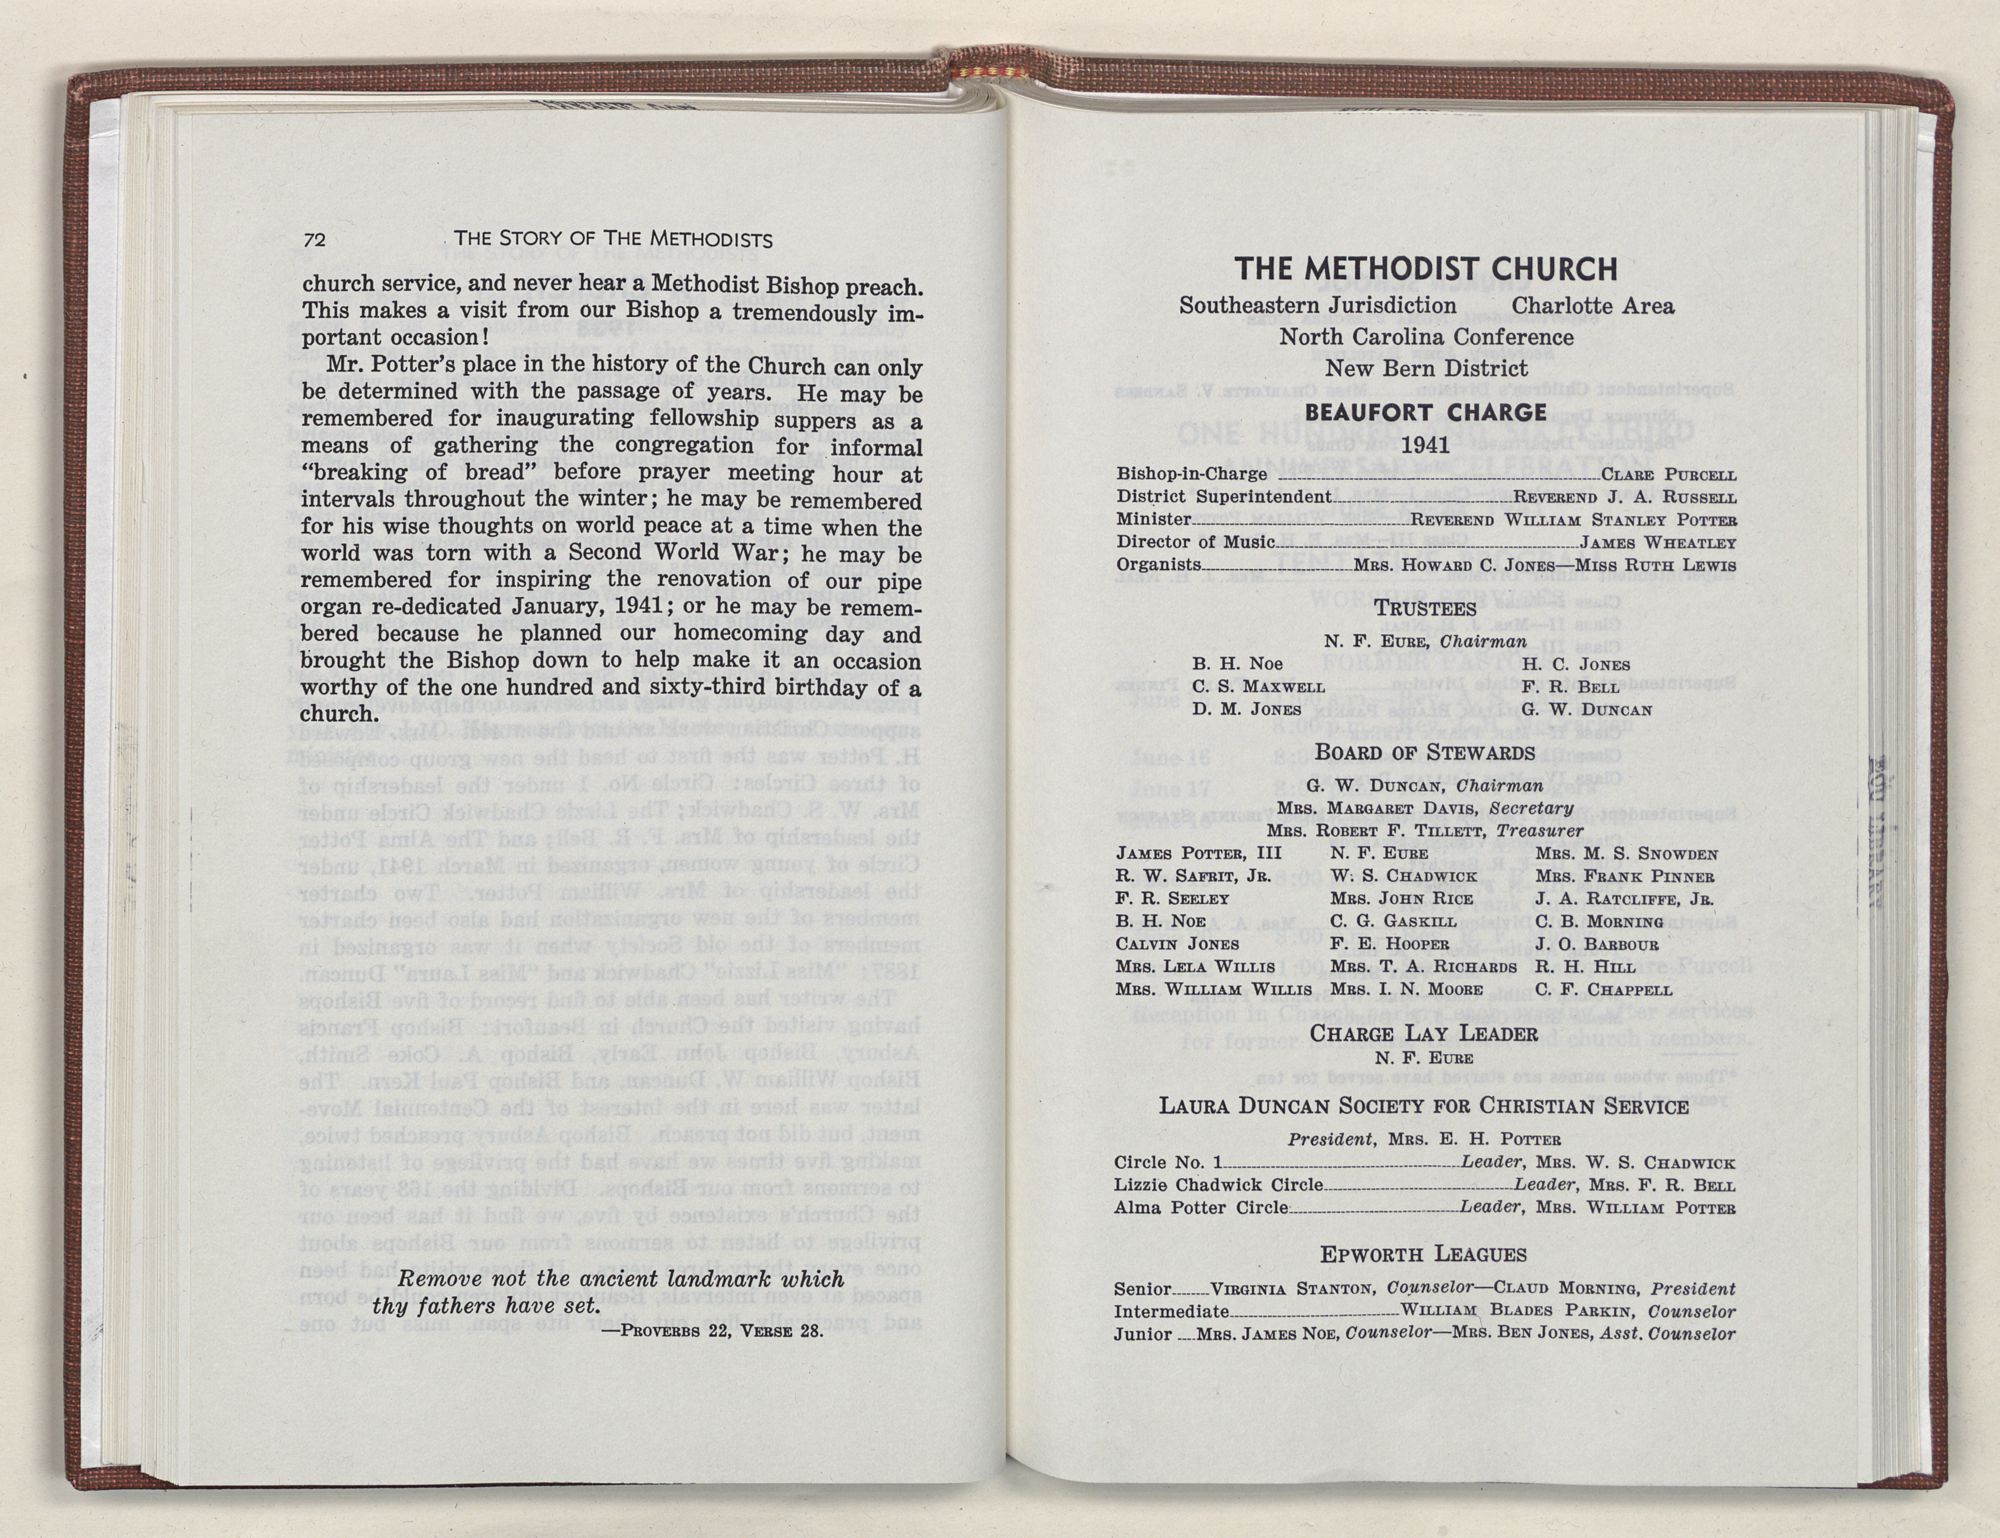 72 THE STORY OF THE METHODISTS
church service, and never hear a Methodist Bishop preach.
This makes a visit from our Bishop a tremendously im-
portant occasion!
Mr. Potter's place in the history of the Church can only
be determined with the passage of years. He may be
remembered for inaugurating fellowship suppers as a
means of gathering the congregation for informal
"breaking of bread" before prayer meeting hour at
intervals throughout the winter; he may be remembered
for his wise thoughts on world peace at a time when the
world was torn with a Second World War; he may be
remembered for inspiring the renovation of our pipe
organ re-dedicated January, 1941; or he may be remem-
bered because he planned our homecoming day and
brought the Bishop down to help make it an occasion
worthy of the one hundred and sixty-third birthday of a
church.
Remove not the ancient landmark which
thy fathers have set.
—PROVERBS 22, VERSE 28.
THE METHODIST CHURCH
Southeastern Jurisdiction Charlotte Area
North Carolina Conference
New Bern District
BEAUFORT CHARGE
1941
Bishop-in-Charge CLARE PURCELL
District Superintendent REVEREND J. A. RUSSELL
Minister REVEREND WILLIAM STANLEY POTTER
Director of Music JAMES WHEATLEY
Organists MRS. HOWARD C. JONES—MISS RUTH LEWIS
TRUSTEES
N. F. EURE, Chairman
B. H. NOE H. C. JONES
C. S. MAXWELL F. R. BELL
D. M. JONES G. W. DUNCAN
BOARD OF STEWARDS
G. W. DUNCAN, Chairman
MRS. MARGARET DAVIS, Secretary
MRS. ROBERT F. TILLETT, Treasurer
JAMES POTTER, III N. F. EURE MRS. M. S. SNOWDEN
R. W. SAFRIT, JR. W. S. CHADWICK MRS. FRANK PINNER
F. R. SEELEY MRS. JOHN RICE J. A. RATCLIFFE, JR.
B. H. NOE C. G. GASKILL C. B. MORNING
CALVIN JONES F. E. HOOPER J. O. BARBOUR
MRS. LELA WILLIS MRS. T. A. RICHARDS R. H. HILL
MRS. WILLIAM WILLIS MRS. I. N. MOORE C. F. CHAPPELL
CHARGE LAY LEADER
N. F. EURE
LAURA DUNCAN SOCIETY FOR CHRISTIAN SERVICE
President, MRS. E. H. POTTER
Circle No. 1 Leader, MRS. W. S. CHADWICK
Lizzie Chadwick Circle Leader, MRS. F. R. BELL
Alma Potter Circle Leader, MRS. WILLIAM POTTER
EPWORTH LEAGUES
Senior VIRGINIA STANTON, Counselor—CLAUD MORNING, President
Intermediate WILLIAM BLADES PARKIN, Counselor
Junior MRS. JAMES NOE, Counselor—MRS. BEN JONES, Asst. Counselor